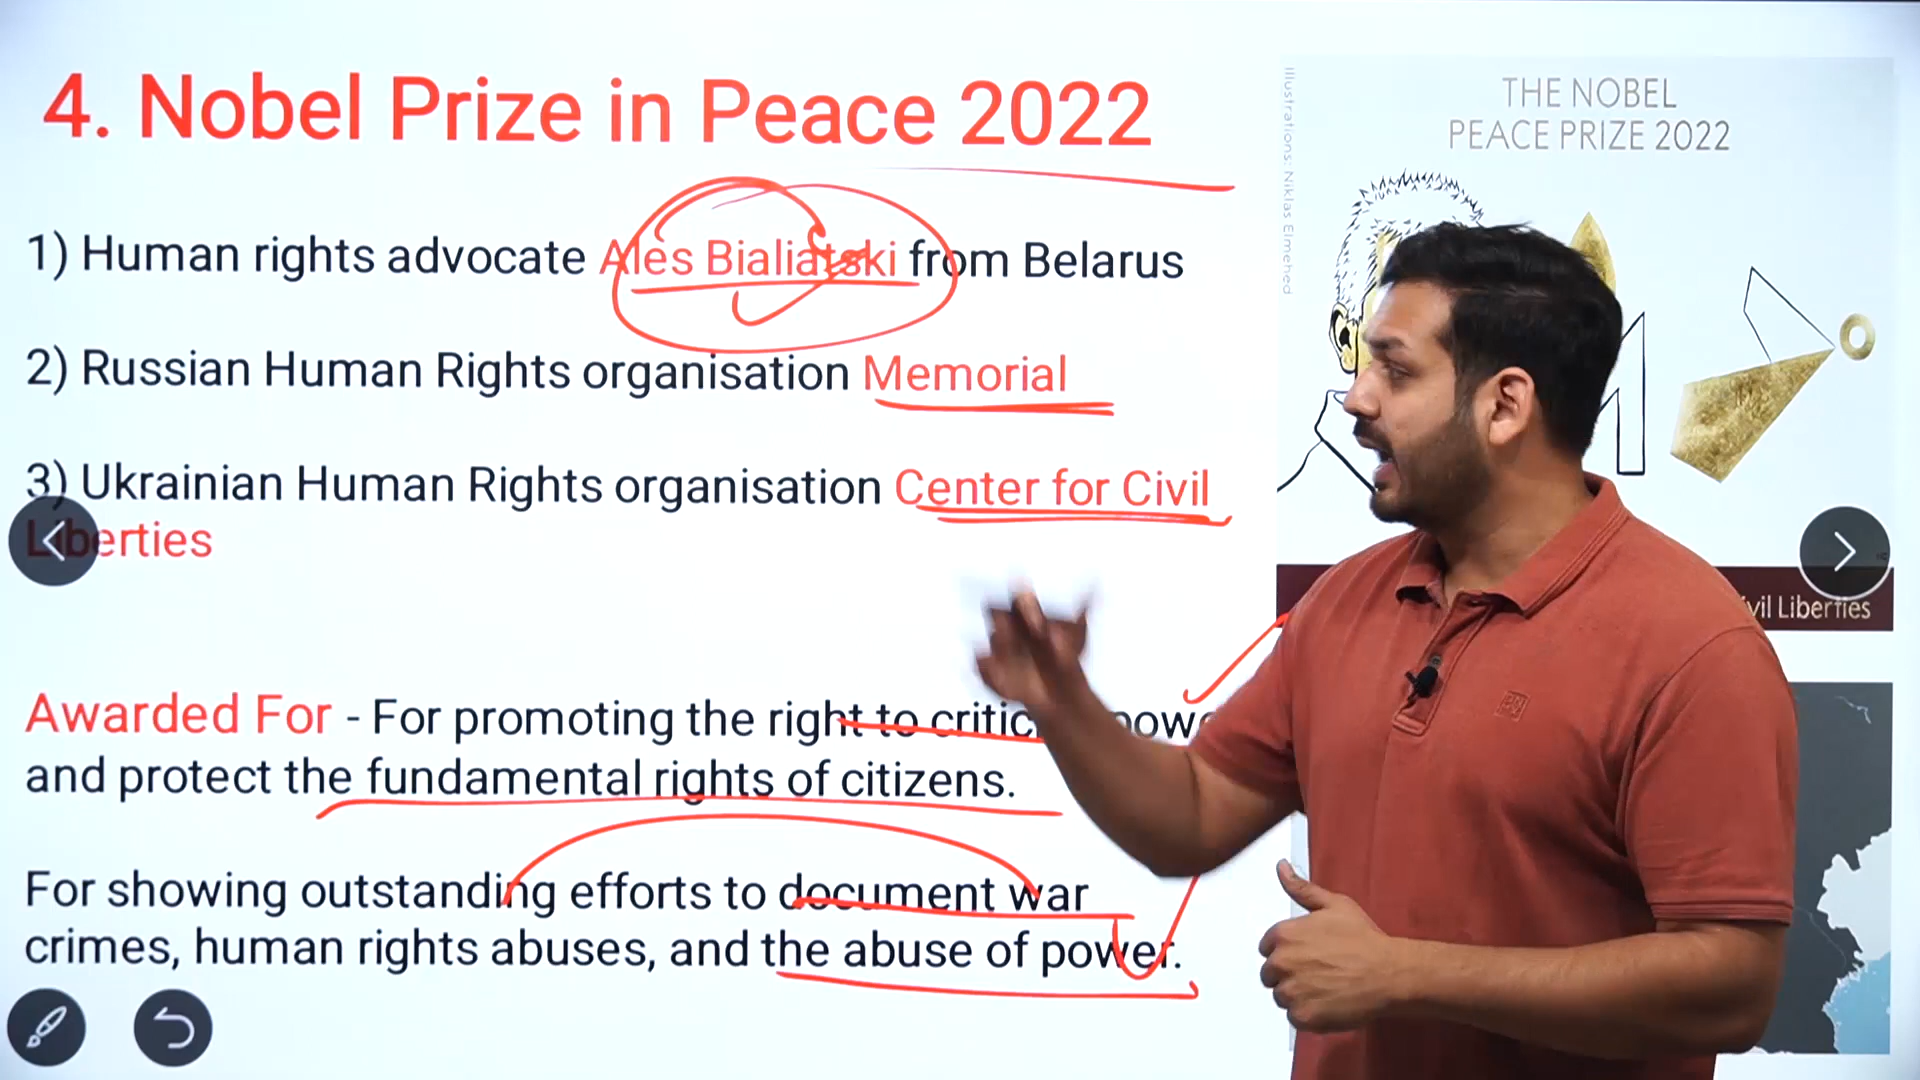 4. Nobel Prize in Peace 2022
1) Human rights advocate Ales Bialiatski from Belarus
2) Russian Human Rights organisation Memorial
3) Ukrainian Human Rights organisation Center for Civil
Liberties
Awarded For - For promoting the right to
and protect the fundamental rights of citizens.
For showing outstanding efforts to document war
crimes, human rights abuses, and the abuse of power.
THE NOBEL
PEACE PRIZE 2022
Illustrations: Niklas Elmehed
Liberties